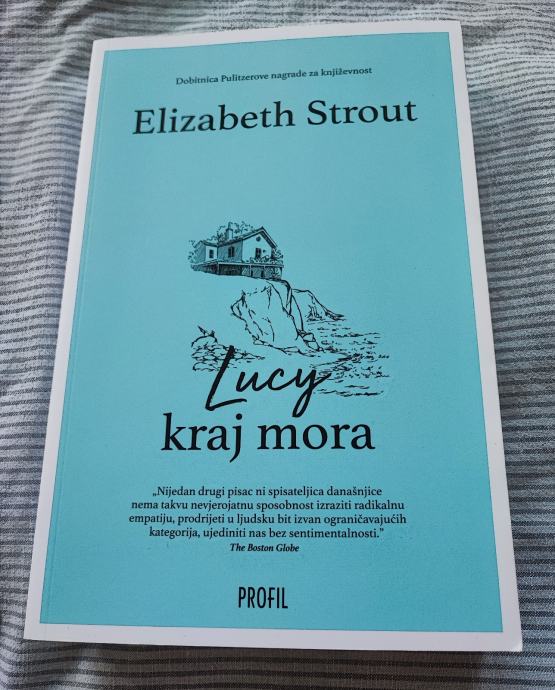 Dobitnica Pulitzerove nagrade za književnost
Elizabeth Strout
Lucy
kraj mora
„Nijedan drugi pisac ni spisateljica današnjice
nema takvu nevjerojatnu sposobnost izraziti radikalnu
empatiju, prodrijeti u ljudsku bit izvan ograničavajućih
kategorija, ujediniti nas bez sentimentalnosti.”
The Boston Globe
PROFIL